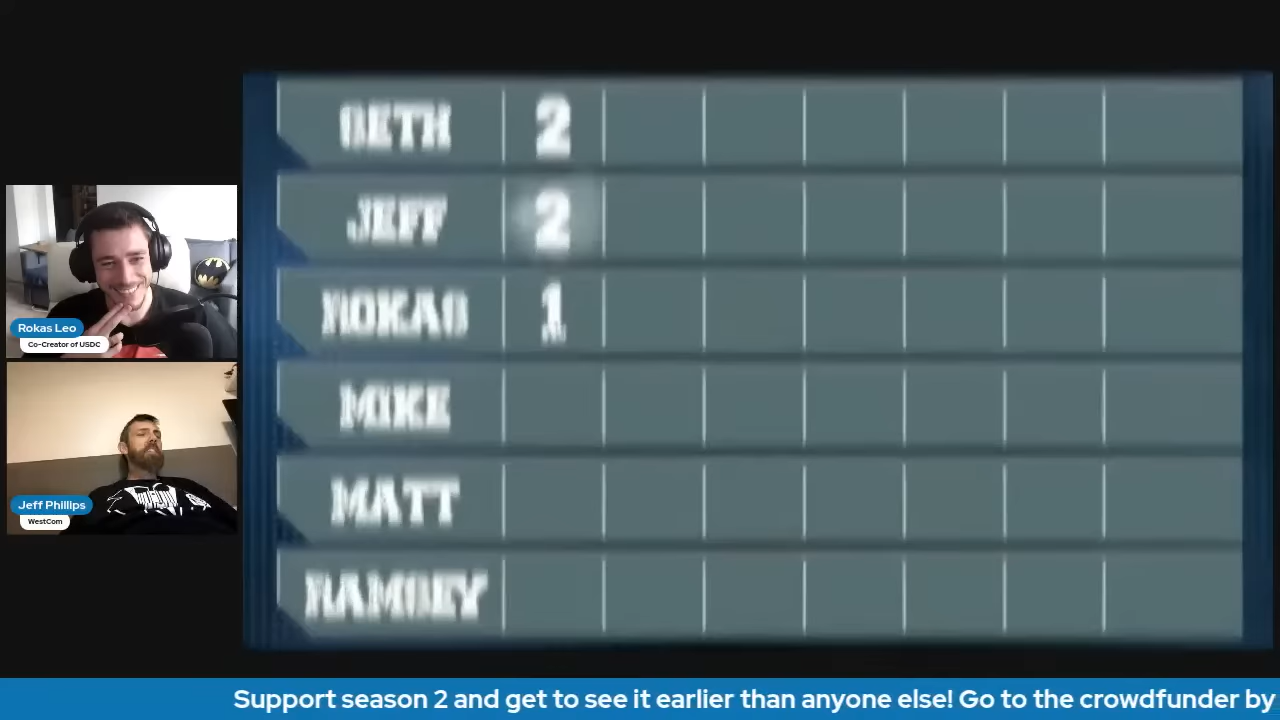 SETH 2
JEFF 2
ROKAS 1
MIKE
MATT
RAMSEY
Rokas Leo
Co-Creator of USDC
Jeff Phillips
WestCom
Support season 2 and get to see it earlier than anyone else! Go to the crowdfunder by